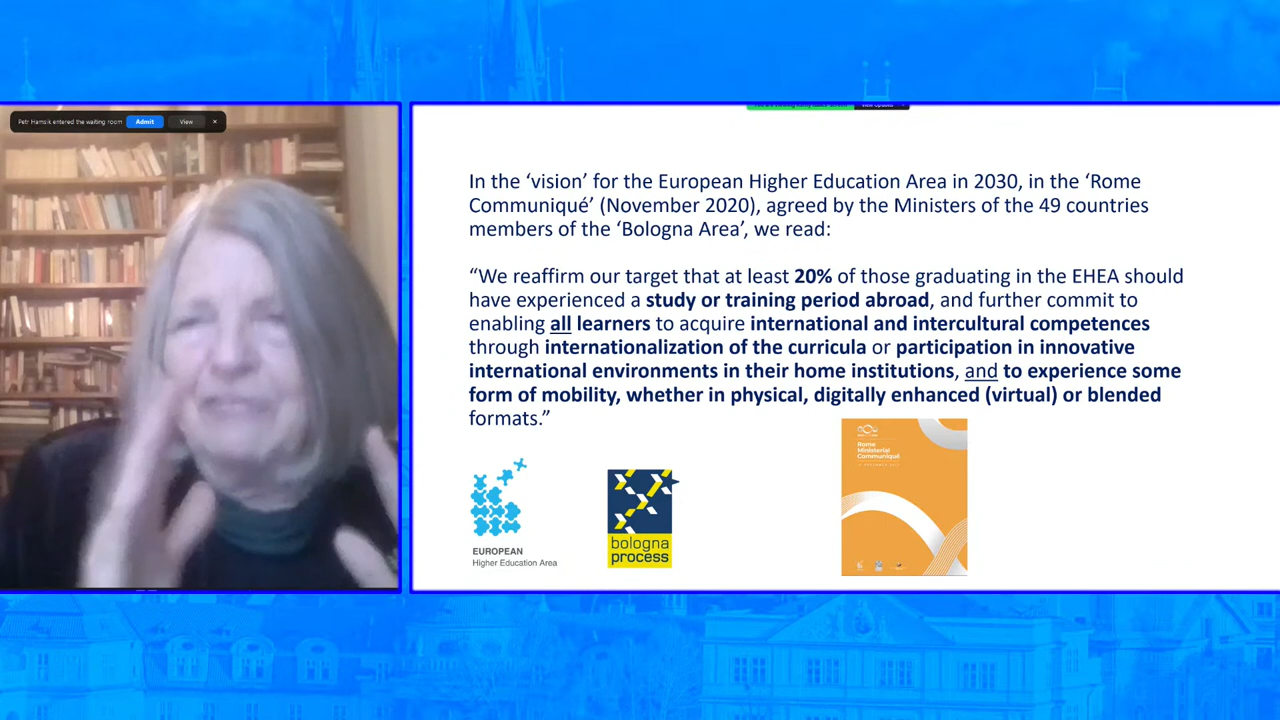 Petr Hamsik entered the waiting room
Admit
View
×
In the ‘vision’ for the European Higher Education Area in 2030, in the ‘Rome
Communiqué’ (November 2020), agreed by the Ministers of the 49 countries
members of the ‘Bologna Area’, we read:
“We reaffirm our target that at least 20% of those graduating in the EHEA should
have experienced a study or training period abroad, and further commit to
enabling all learners to acquire international and intercultural competences
through internationalization of the curricula or participation in innovative
international environments in their home institutions, and to experience some
form of mobility, whether in physical, digitally enhanced (virtual) or blended
formats.”
EUROPEAN
Higher Education Area
bologna
process
Rome
Ministerial
Communiqué